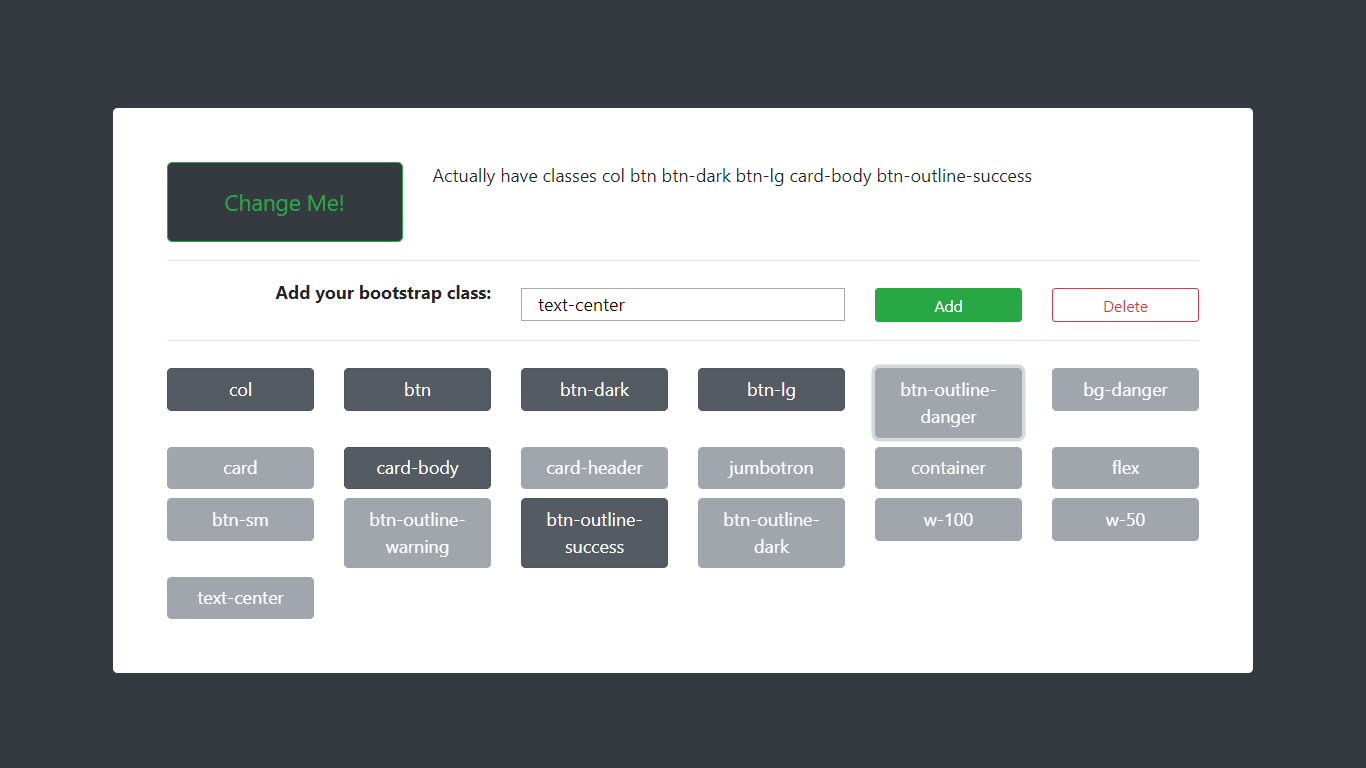 Change Me!
Actually have classes col btn btn-dark btn-lg card-body btn-outline-success
Add your bootstrap class:
text-center
Add
Delete
col
btn
btn-dark
btn-lg
btn-outline-
danger
bg-danger
card
card-body
card-header
jumbotron
container
flex
btn-sm
btn-outline-
warning
btn-outline-
success
btn-outline-
dark
w-100
w-50
text-center